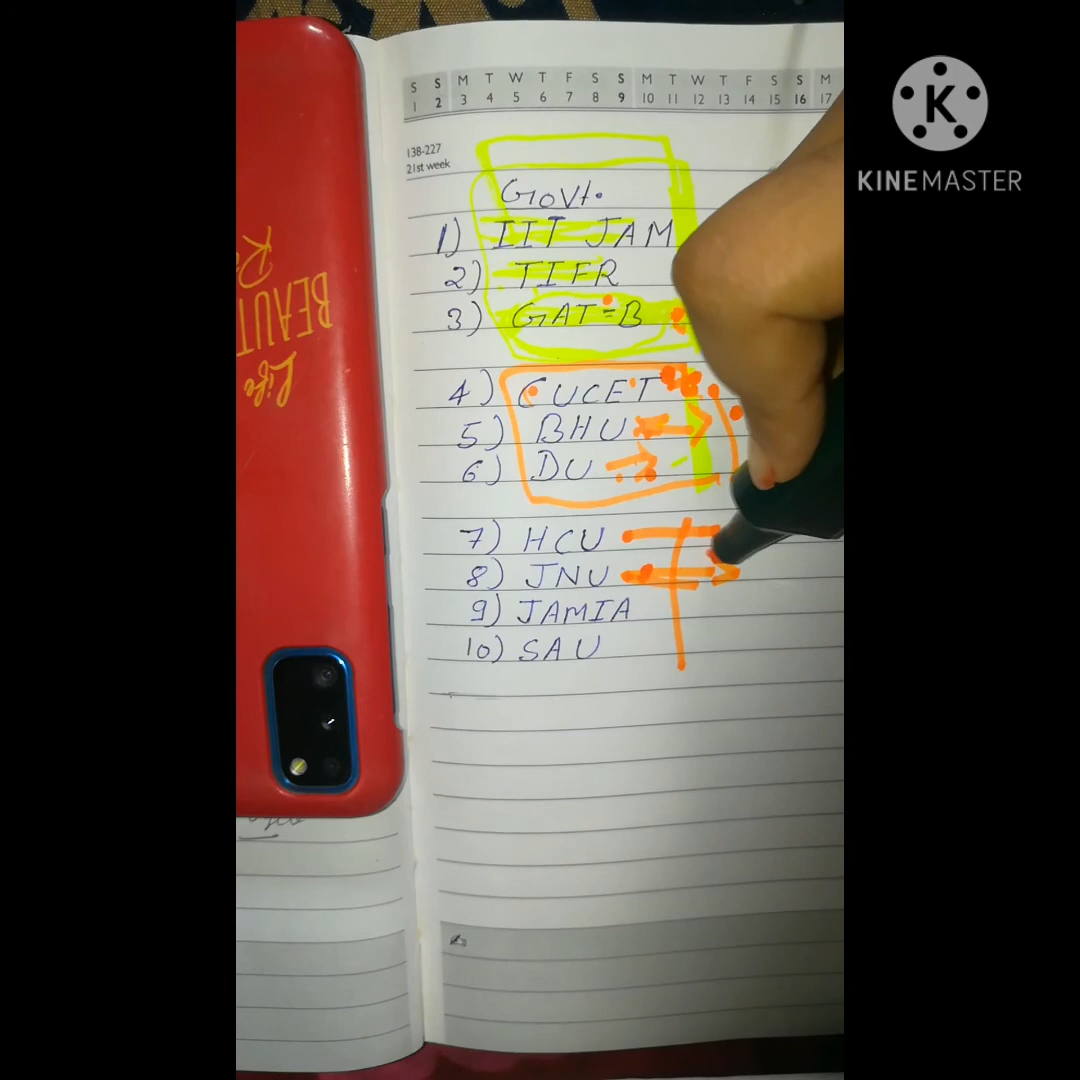 S S M T W T F S S M T W T F S S M
1 2 3 4 5 6 7 8 9 10 11 12 13 14 15 16 17
138-227
21st week
Govt.
1) IIT JAM
2) TIFR
3) GAT-B
4) CUCET
5) BHU
6) DU
7) HCU
8) JNU
9) JAMIA
10) SAU
Life
BEAUT
K
KINEMASTER